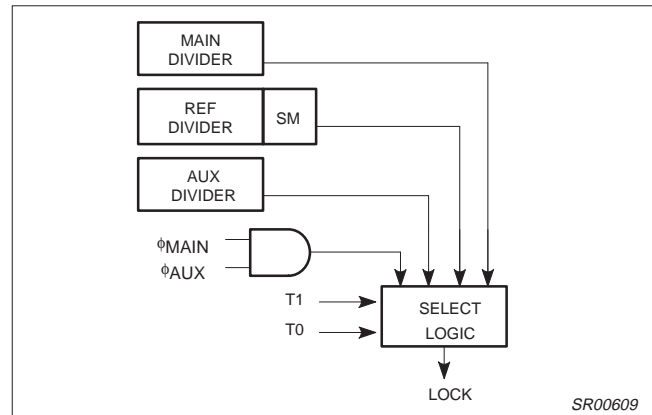 MAIN
DIVIDER
REF
DIVIDER
SM
AUX
DIVIDER
ϕMAIN
ϕAUX
T1
T0
SELECT
LOGIC
LOCK
SR00609